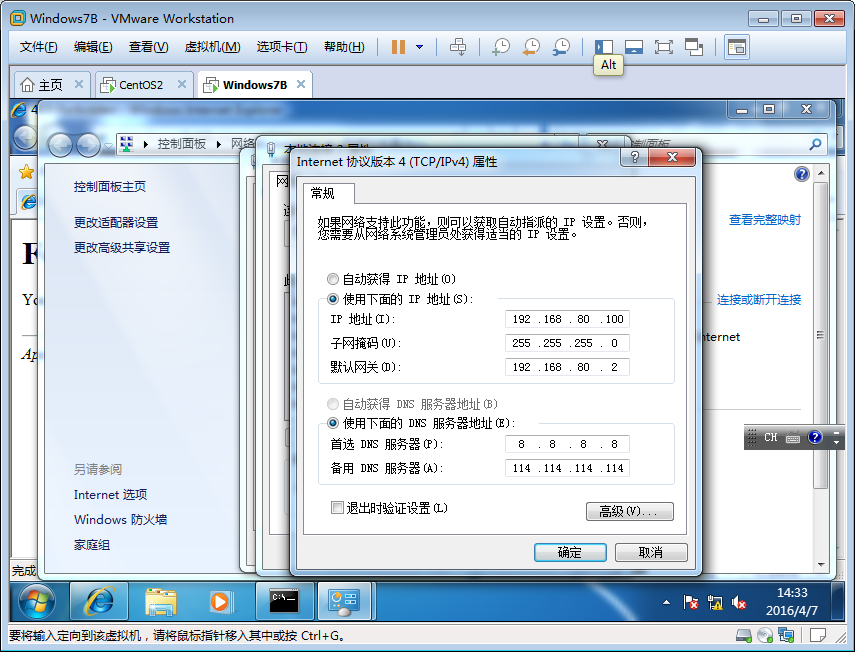 Windows7B - VMware Workstation
文件(F) 编辑(E) 查看(V) 虚拟机(M) 选项卡(T) 帮助(H)
Alt
主页 CentOS2 Windows7B
控制面板 网络
Internet 协议版本 4 (TCP/IPv4) 属性
常规
如果网络支持此功能，则可以获取自动指派的 IP 设置。否则，
您需要从网络系统管理员处获得适当的 IP 设置。
自动获得 IP 地址(O)
使用下面的 IP 地址(S):
IP 地址(I): 192 .168 . 80 .100
子网掩码(U): 255 .255 .255 . 0
默认网关(D): 192 .168 . 80 . 2
自动获得 DNS 服务器地址(B)
使用下面的 DNS 服务器地址(E):
首选 DNS 服务器(P): 8 . 8 . 8 . 8
备用 DNS 服务器(A): 114 .114 .114 .114
退出时验证设置(L)
高级(V)...
确定 取消
控制面板主页
更改适配器设置
更改高级共享设置
另请参阅
Internet 选项
Windows 防火墙
家庭组
查看完整映射
连接或断开连接
nternet
CH
完成
C:\_
14:33
2016/4/7
要将输入定向到该虚拟机，请将鼠标指针移入其中或按 Ctrl+G。